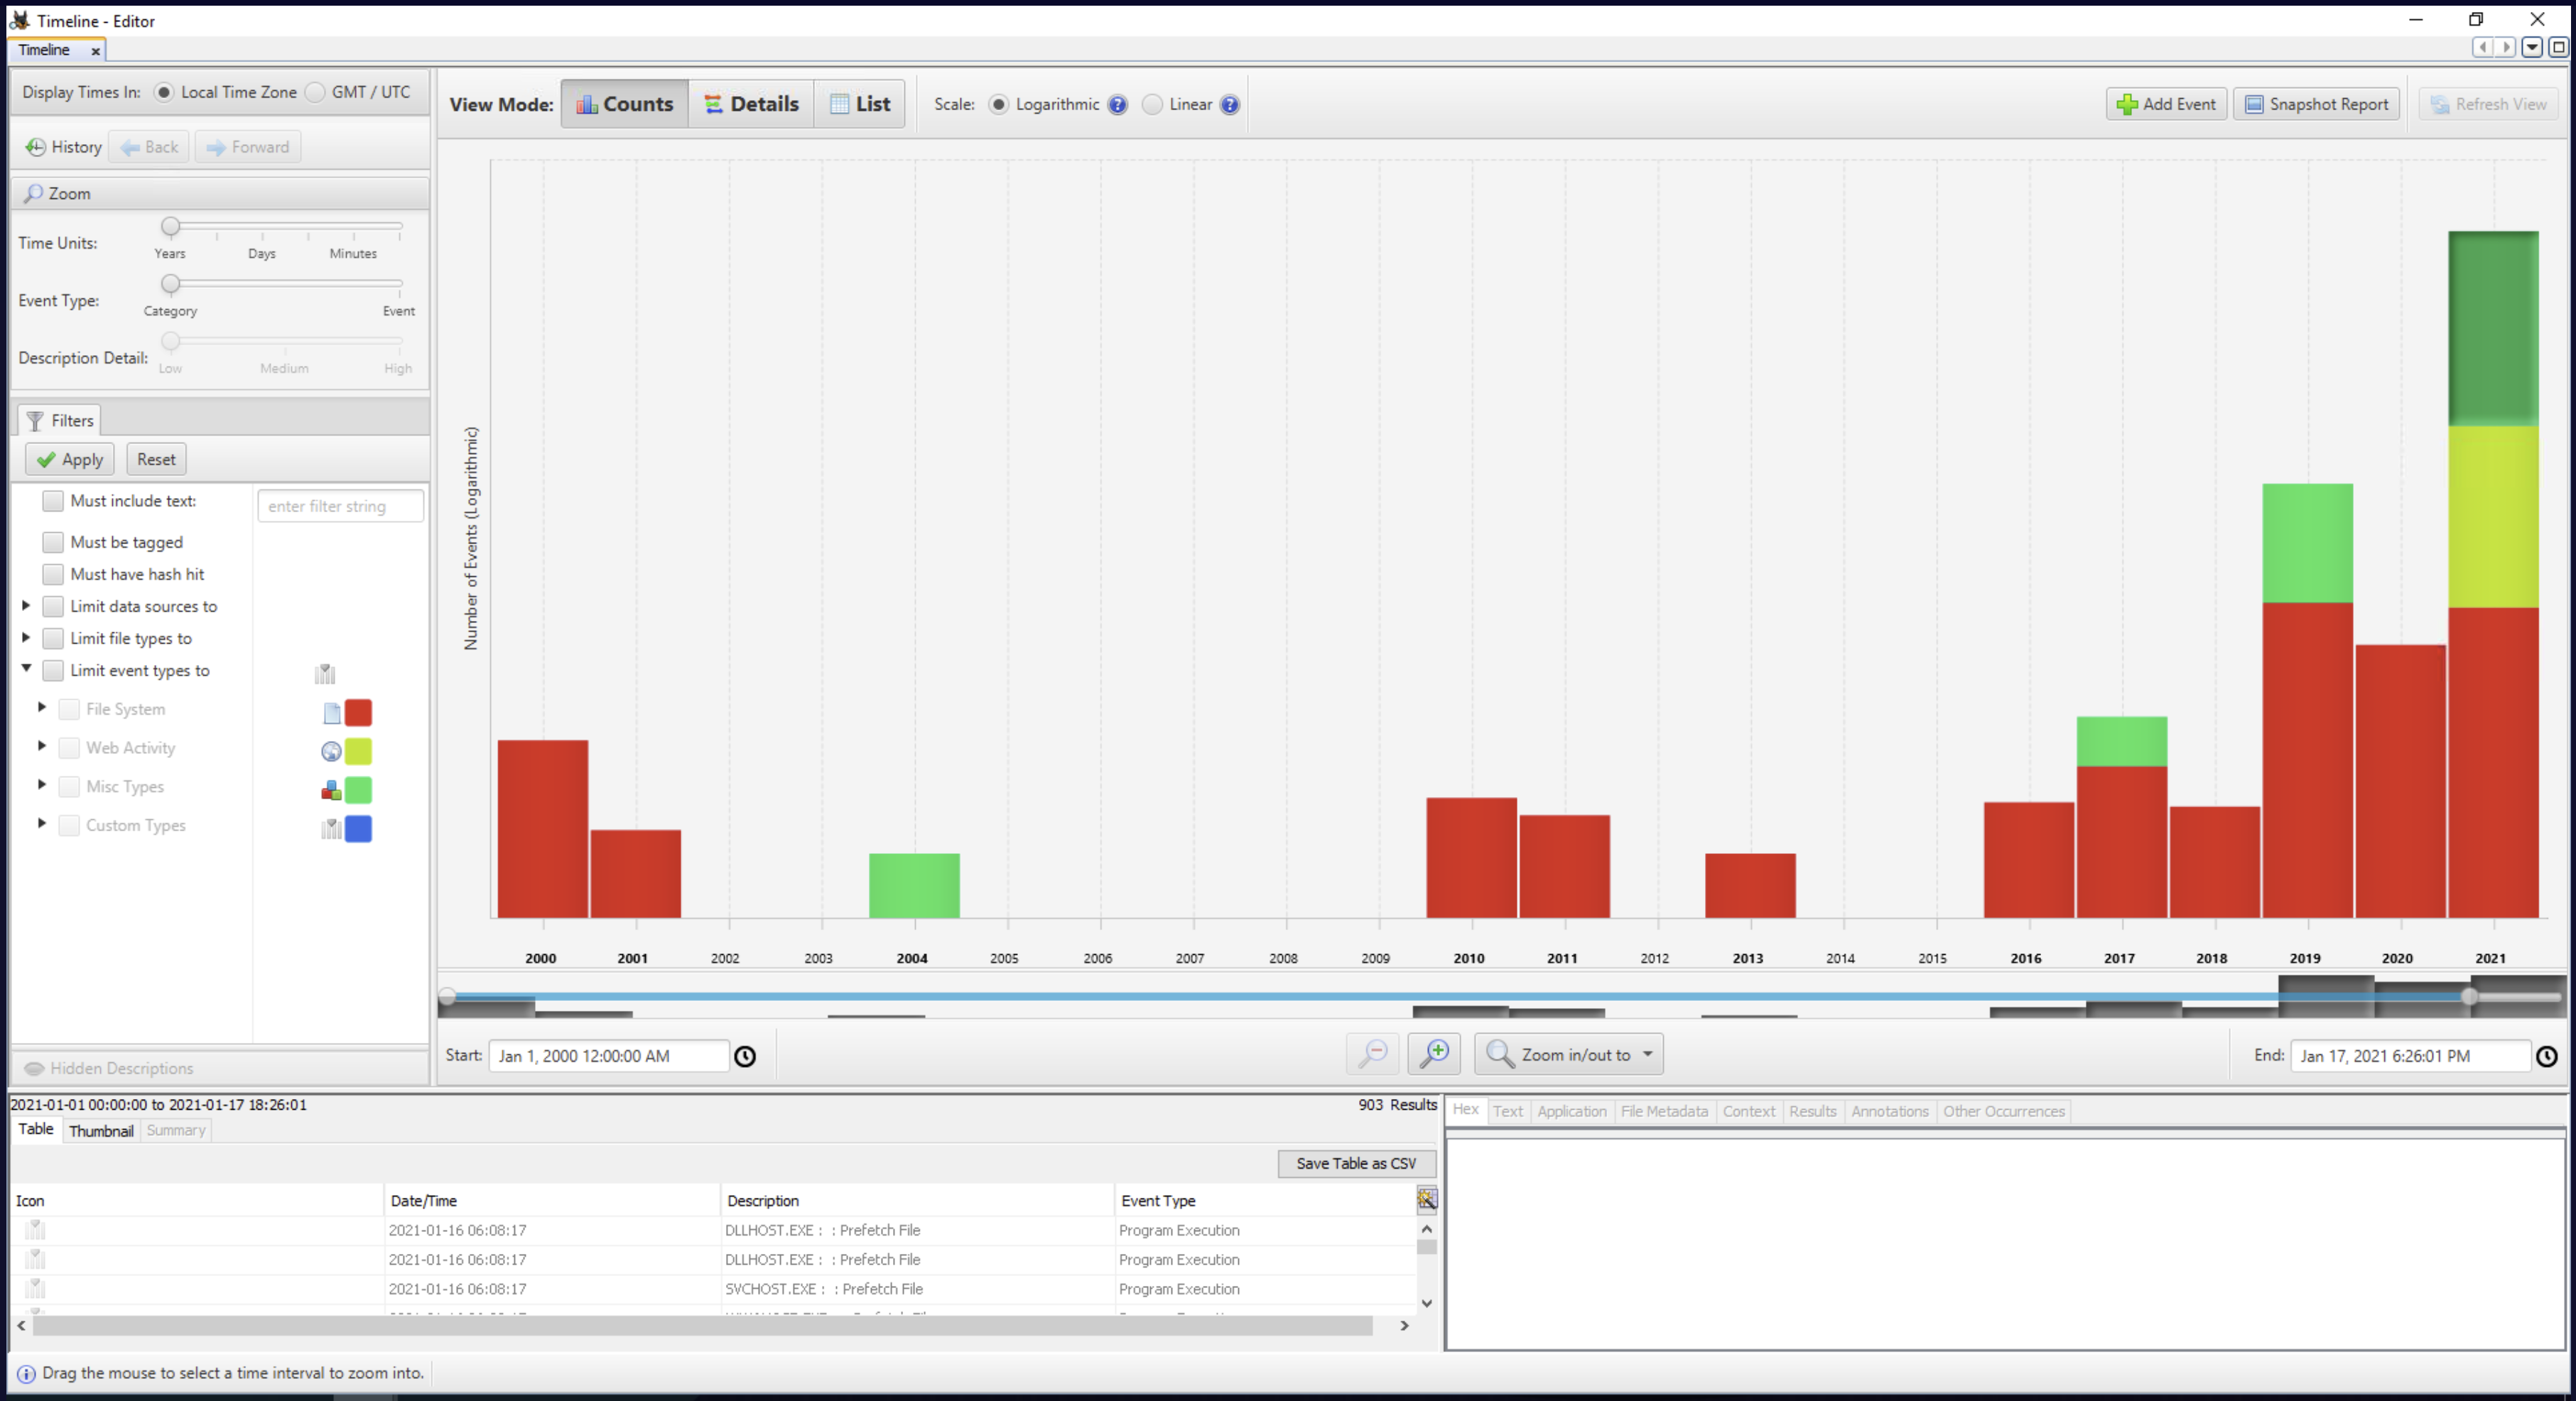 Timeline - Editor
Timeline x
Display Times In: Local Time Zone GMT / UTC
History Back Forward
Zoom
Time Units:
Years Days Minutes
Event Type:
Category Event
Description Detail:
Low Medium High
Filters
Apply Reset
Must include text: enter filter string
Must be tagged
Must have hash hit
Limit data sources to
Limit file types to
Limit event types to
File System
Web Activity
Misc Types
Custom Types
Hidden Descriptions
View Mode: Counts Details List Scale: Logarithmic Linear Add Event Snapshot Report Refresh View
Number of Events (Logarithmic)
2000 2001 2002 2003 2004 2005 2006 2007 2008 2009 2010 2011 2012 2013 2014 2015 2016 2017 2018 2019 2020 2021
Start: Jan 1, 2000 12:00:00 AM Zoom in/out to End: Jan 17, 2021 6:26:01 PM
2021-01-01 00:00:00 to 2021-01-17 18:26:01 903 Results
Table Thumbnail Summary
Save Table as CSV
Icon Date/Time Description Event Type
2021-01-16 06:08:17 DLLHOST.EXE : : Prefetch File Program Execution
2021-01-16 06:08:17 DLLHOST.EXE : : Prefetch File Program Execution
2021-01-16 06:08:17 SVCHOST.EXE : : Prefetch File Program Execution
Hex Text Application File Metadata Context Results Annotations Other Occurrences
Drag the mouse to select a time interval to zoom into.